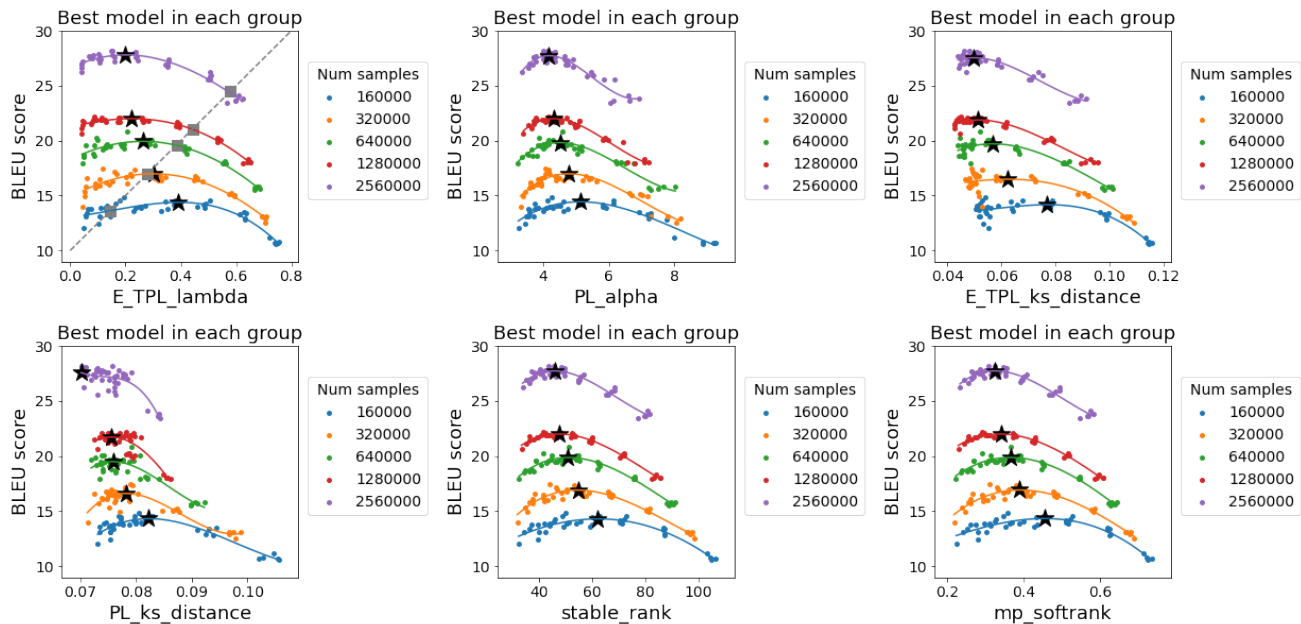 Best model in each group
30
25
20
15
10
BLEU score
0.0 0.2 0.4 0.6 0.8
E_TPL_lambda
Num samples
160000
320000
640000
1280000
2560000
Best model in each group
30
25
20
15
10
BLEU score
4 6 8
PL_alpha
Num samples
160000
320000
640000
1280000
2560000
Best model in each group
30
25
20
15
10
BLEU score
0.04 0.06 0.08 0.10 0.12
E_TPL_ks_distance
Num samples
160000
320000
640000
1280000
2560000
Best model in each group
30
25
20
15
10
BLEU score
0.07 0.08 0.09 0.10
PL_ks_distance
Num samples
160000
320000
640000
1280000
2560000
Best model in each group
30
25
20
15
10
BLEU score
40 60 80 100
stable_rank
Num samples
160000
320000
640000
1280000
2560000
Best model in each group
30
25
20
15
10
BLEU score
0.2 0.4 0.6
mp_softrank
Num samples
160000
320000
640000
1280000
2560000